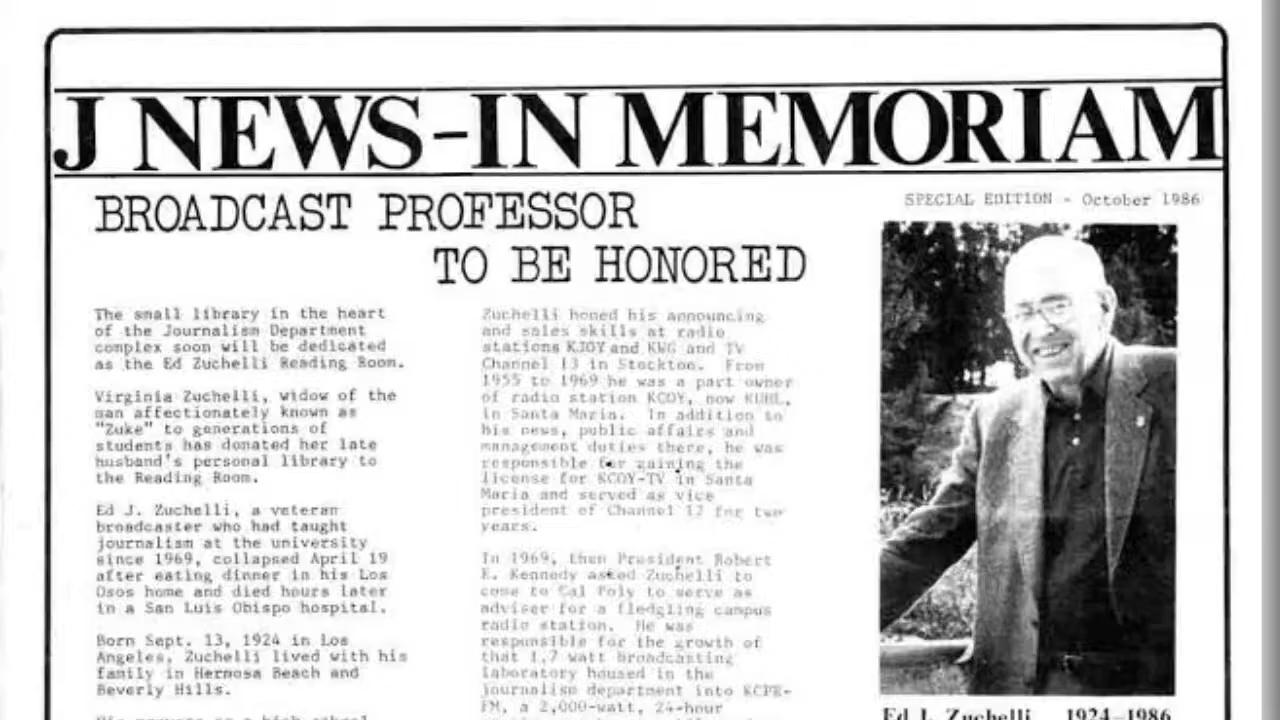 J NEWS-IN MEMORIAM
BROADCAST PROFESSOR
TO BE HONORED
SPECIAL EDITION - October 1986
The small library in the heart
of the Journalism Department
complex soon will be dedicated
as the Ed Zuchelli Reading Room.
Virginia Zuchelli, widow of the
man affectionately known as
"Zuke" to generations of
students has donated her late
husband's personal library to
the Reading Room.
Ed J. Zuchelli, a veteran
broadcaster who had taught
journalism at the university
since 1969, collapsed April 19
after eating dinner in his Los
Osos home and died hours later
in a San Luis Obispo hospital.
Born Sept. 13, 1924 in Los
Angeles, Zuchelli lived with his
family in Hermosa Beach and
Beverly Hills.
Zuchelli honed his announcing
and sales skills at radio
stations KJOY and KWG and TV
Channel 13 in Stockton. From
1955 to 1969 he was a part owner
of radio station KCOY, now KUHL,
in Santa Maria. In addition to
his news, public affairs and
management duties there, he was
responsible for gaining the
license for KCOY-TV in Santa
Maria and served as vice
president of Channel 12 for two
years.
In 1969, then President Robert
E. Kennedy asked Zuchelli to
come to Cal Poly to serve as
adviser for a fledgling campus
radio station. He was
responsible for the growth of
that 1.7 watt broadcasting
laboratory housed in the
journalism department into KCPR-
FM, a 2,000-watt, 24-hour
Ed J. Zuchelli 1924-1986